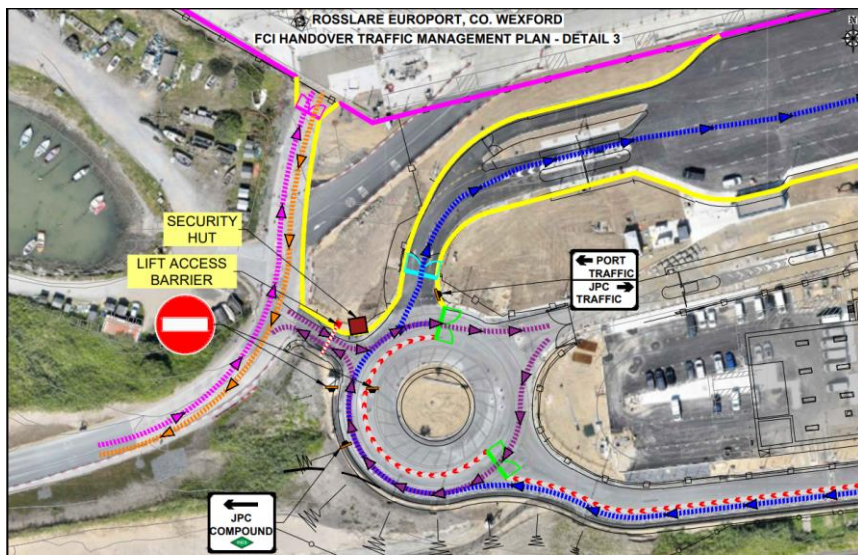 ROSSLARE EUROPORT, CO. WEXFORD
FCI HANDOVER TRAFFIC MANAGEMENT PLAN - DETAIL 3
N
SECURITY
HUT
LIFT ACCESS
BARRIER
PORT
TRAFFIC
JPC
TRAFFIC
JPC
COMPOUND